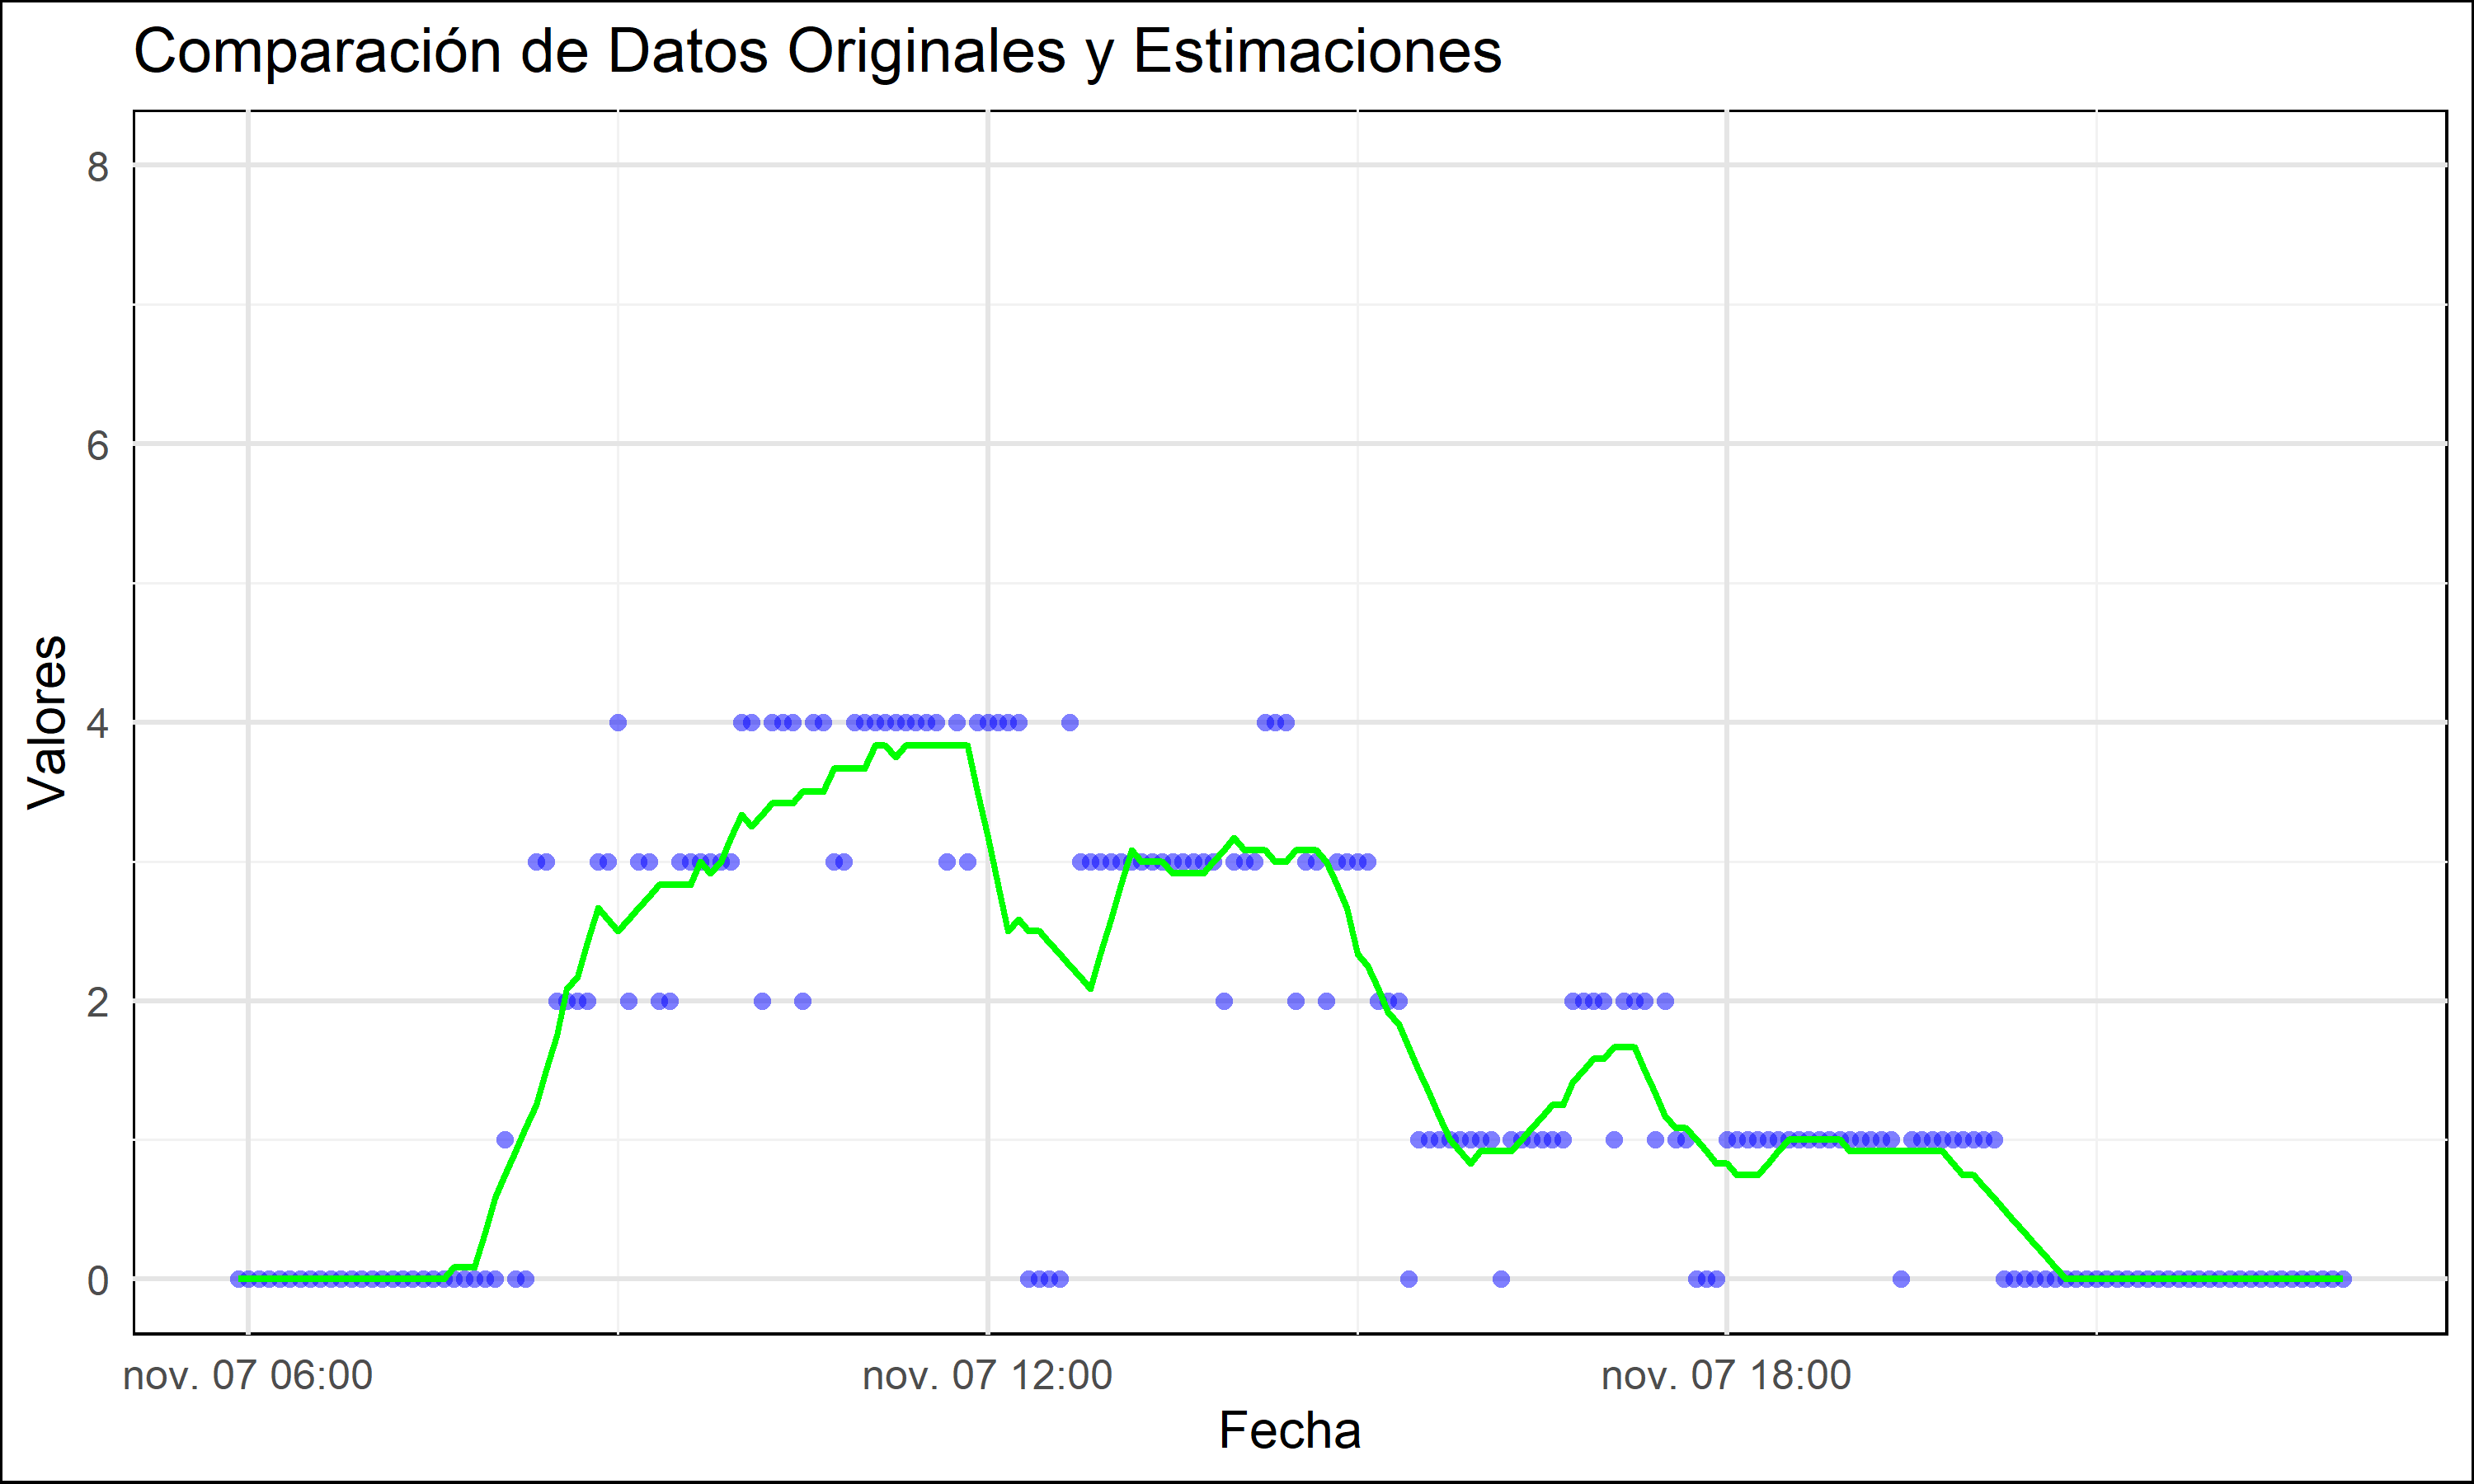 Comparación de Datos Originales y Estimaciones
8
6
4
2
0
Valores
nov. 07 06:00
nov. 07 12:00
nov. 07 18:00
Fecha